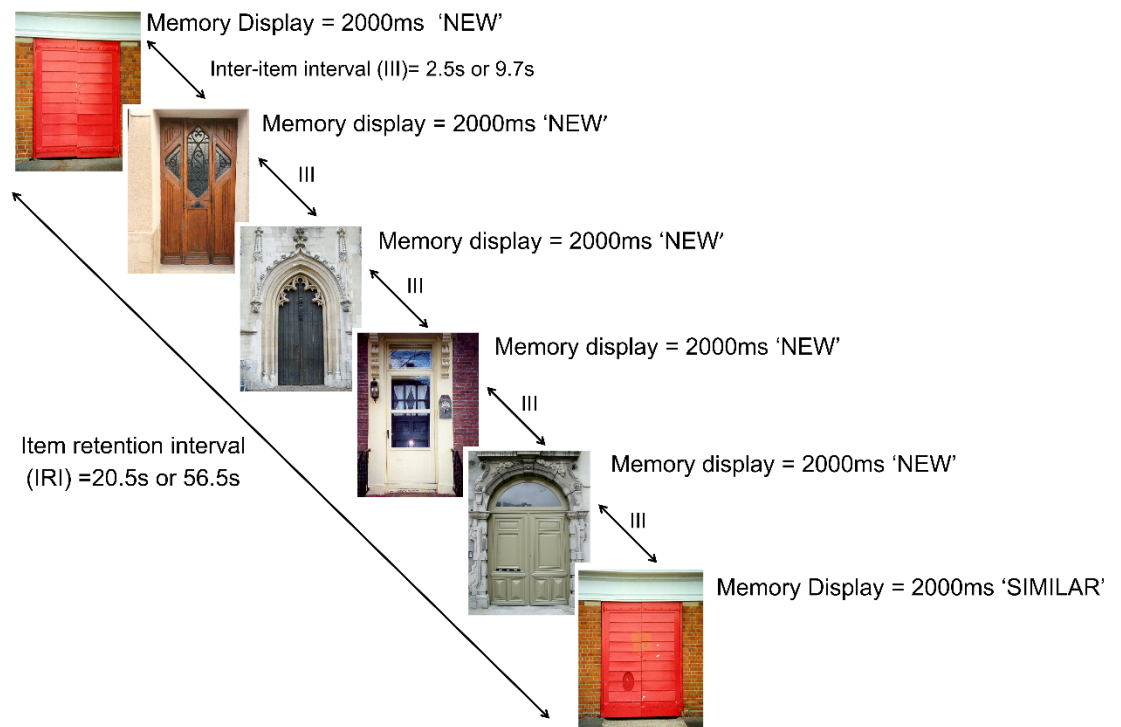 Memory Display = 2000ms ‘NEW’
Inter-item interval (III)= 2.5s or 9.7s
Memory display = 2000ms ‘NEW’
III
Memory display = 2000ms ‘NEW’
III
Memory display = 2000ms ‘NEW’
III
Item retention interval
(IRI) =20.5s or 56.5s
Memory display = 2000ms ‘NEW’
III
Memory Display = 2000ms ‘SIMILAR’